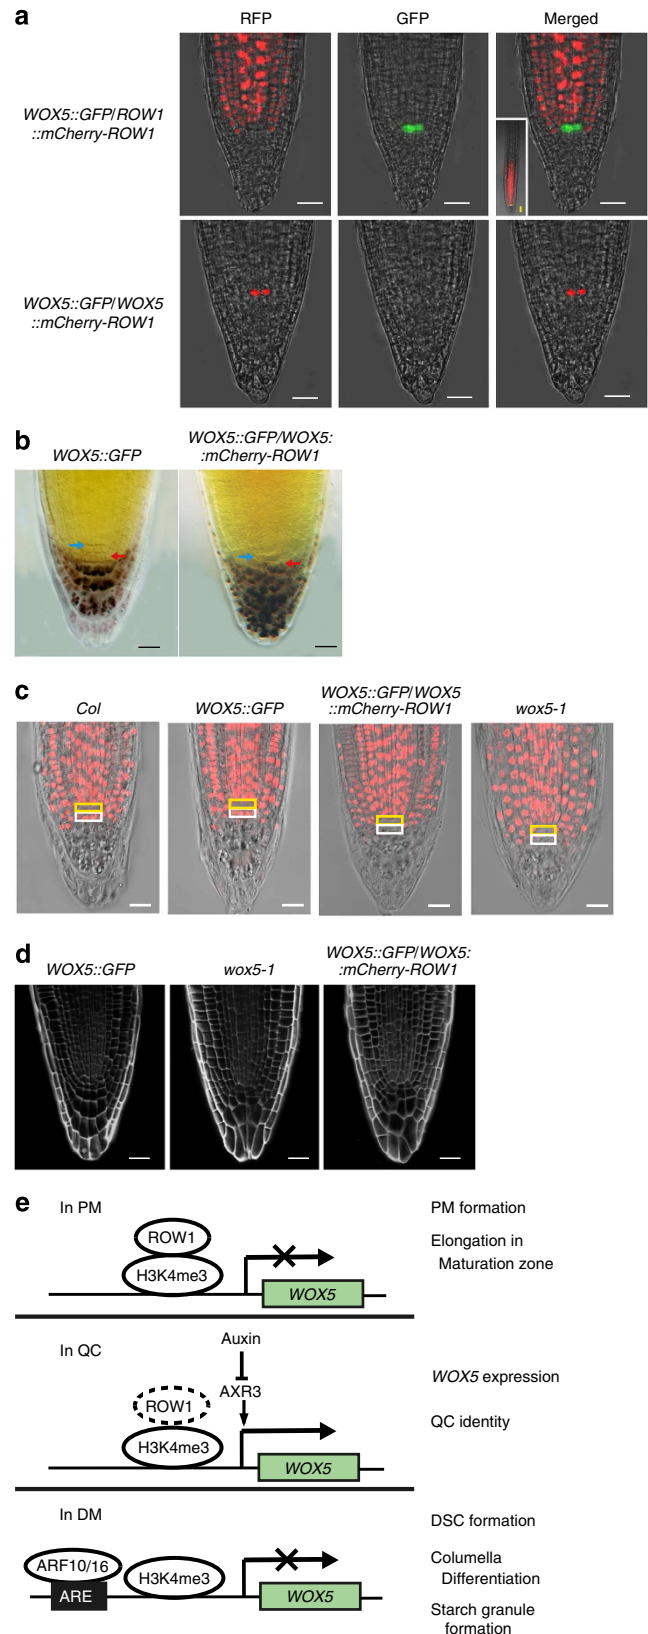 a
RFP
GFP
Merged
WOX5::GFP/ROW1
::mCherry-ROW1
WOX5::GFP/WOX5
::mCherry-ROW1
b
WOX5::GFP
WOX5::GFP/WOX5:
:mCherry-ROW1
c
Col
WOX5::GFP
WOX5::GFP/WOX5
::mCherry-ROW1
wox5-1
d
WOX5::GFP
wox5-1
WOX5::GFP/WOX5:
:mCherry-ROW1
e
In PM
ROW1
H3K4me3
WOX5
PM formation
Elongation in
Maturation zone
In QC
Auxin
AXR3
ROW1
H3K4me3
WOX5
WOX5 expression
QC identity
In DM
ARF10/16
ARE
H3K4me3
WOX5
DSC formation
Columella
Differentiation
Starch granule
formation